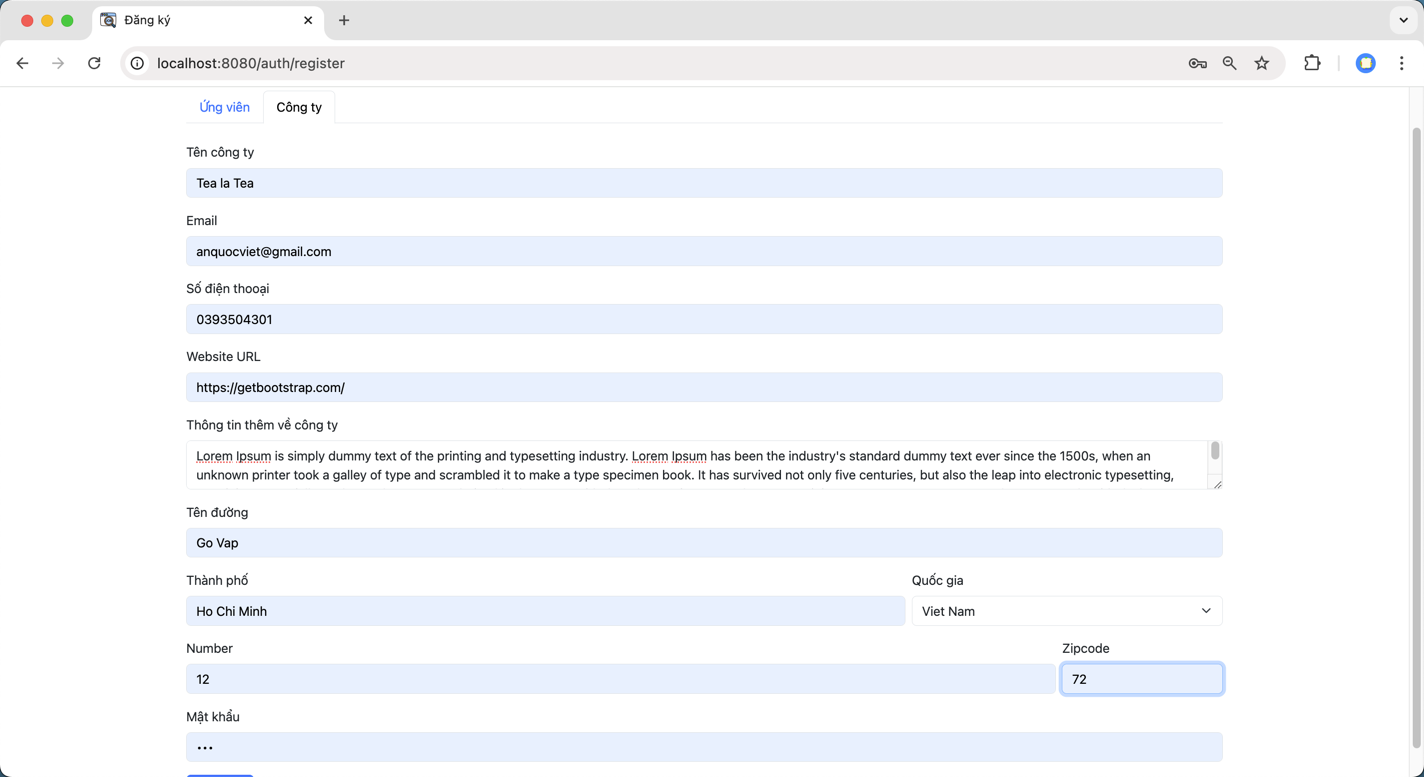 Đăng ký
localhost:8080/auth/register
Ứng viên
Công ty
Tên công ty
Tea la Tea
Email
anquocviet@gmail.com
Số điện thooại
0393504301
Website URL
https://getbootstrap.com/
Thông tin thêm về công ty
Lorem Ipsum is simply dummy text of the printing and typesetting industry. Lorem Ipsum has been the industry's standard dummy text ever since the 1500s, when an
unknown printer took a galley of type and scrambled it to make a type specimen book. It has survived not only five centuries, but also the leap into electronic typesetting,
Tên đường
Go Vap
Thành phố
Quốc gia
Ho Chi Minh
Viet Nam
Number
Zipcode
12
72
Mật khẩu
•••